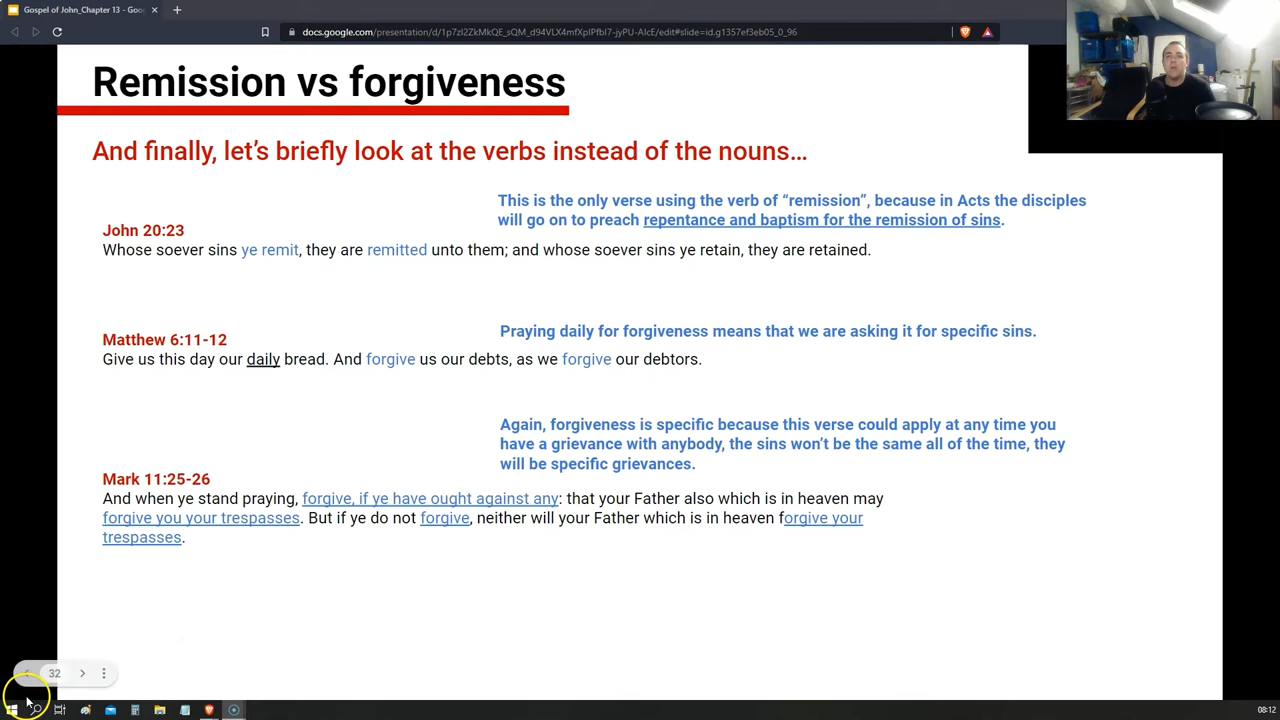 Gospel of John_Chapter 13 - Goo
docs.google.com/presentation/d/1p7zl2ZkMkQE_sQM_d94VLX4mfXpIPfbI7-jyPU-AIcE/edit#slide=id.g1357ef3eb05_0_96
Remission vs forgiveness
And finally, let’s briefly look at the verbs instead of the nouns…
This is the only verse using the verb of “remission”, because in Acts the disciples
will go on to preach repentance and baptism for the remission of sins.
John 20:23
Whose soever sins ye remit, they are remitted unto them; and whose soever sins ye retain, they are retained.
Praying daily for forgiveness means that we are asking it for specific sins.
Matthew 6:11-12
Give us this day our daily bread. And forgive us our debts, as we forgive our debtors.
Again, forgiveness is specific because this verse could apply at any time you
have a grievance with anybody, the sins won’t be the same all of the time, they
will be specific grievances.
Mark 11:25-26
And when ye stand praying, forgive, if ye have ought against any: that your Father also which is in heaven may
forgive you your trespasses. But if ye do not forgive, neither will your Father which is in heaven forgive your
trespasses.
32
08:12